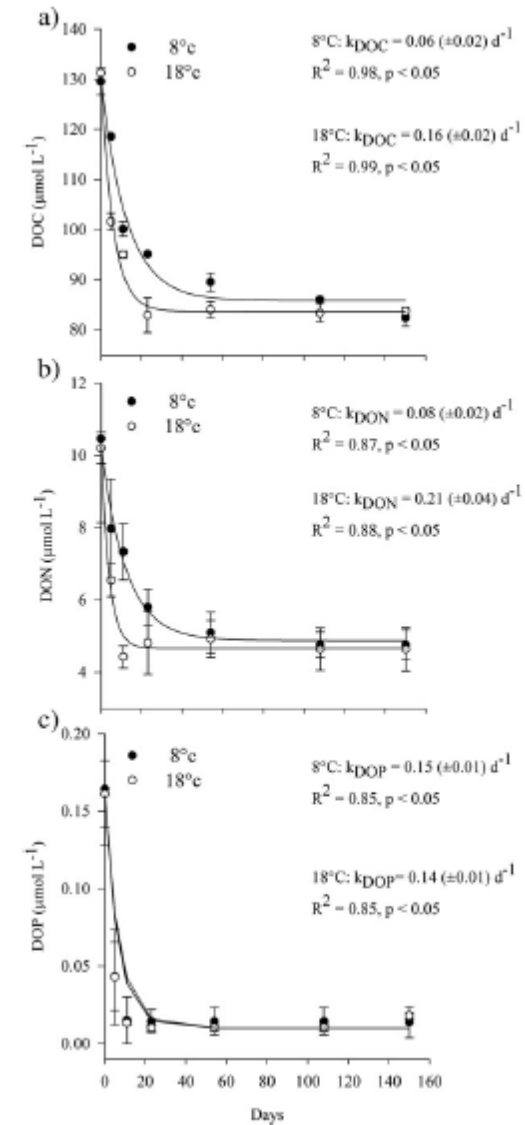 a)
140
130
120
110
100
90
80
DOC (μmol L-1)
8°c
18°c
8°C: kDOC = 0.06 (±0.02) d-1
R2 = 0.98, p < 0.05
18°C: kDOC = 0.16 (±0.02) d-1
R2 = 0.99, p < 0.05
b)
12
10
8
6
4
DON (μmol L-1)
8°c
18°c
8°C: kDON = 0.08 (±0.02) d-1
R2 = 0.87, p < 0.05
18°C: kDON = 0.21 (±0.04) d-1
R2 = 0.88, p < 0.05
c)
0.20
0.15
0.10
0.05
0.00
DOP (μmol L-1)
8°c
18°c
8°C: kDOP = 0.15 (±0.01) d-1
R2 = 0.85, p < 0.05
18°C: kDOP= 0.14 (±0.01) d-1
R2 = 0.85, p < 0.05
0 20 40 60 80 100 120 140 160
Days